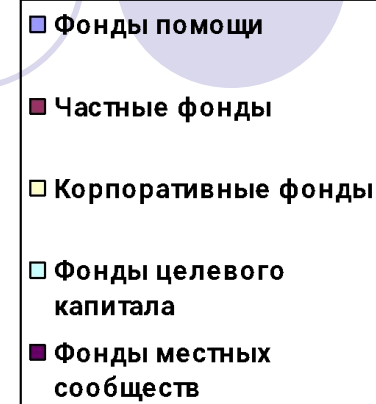 Фонды помощи
Частные фонды
Корпоративные фонды
Фонды целевого
капитала
Фонды местных
сообществ